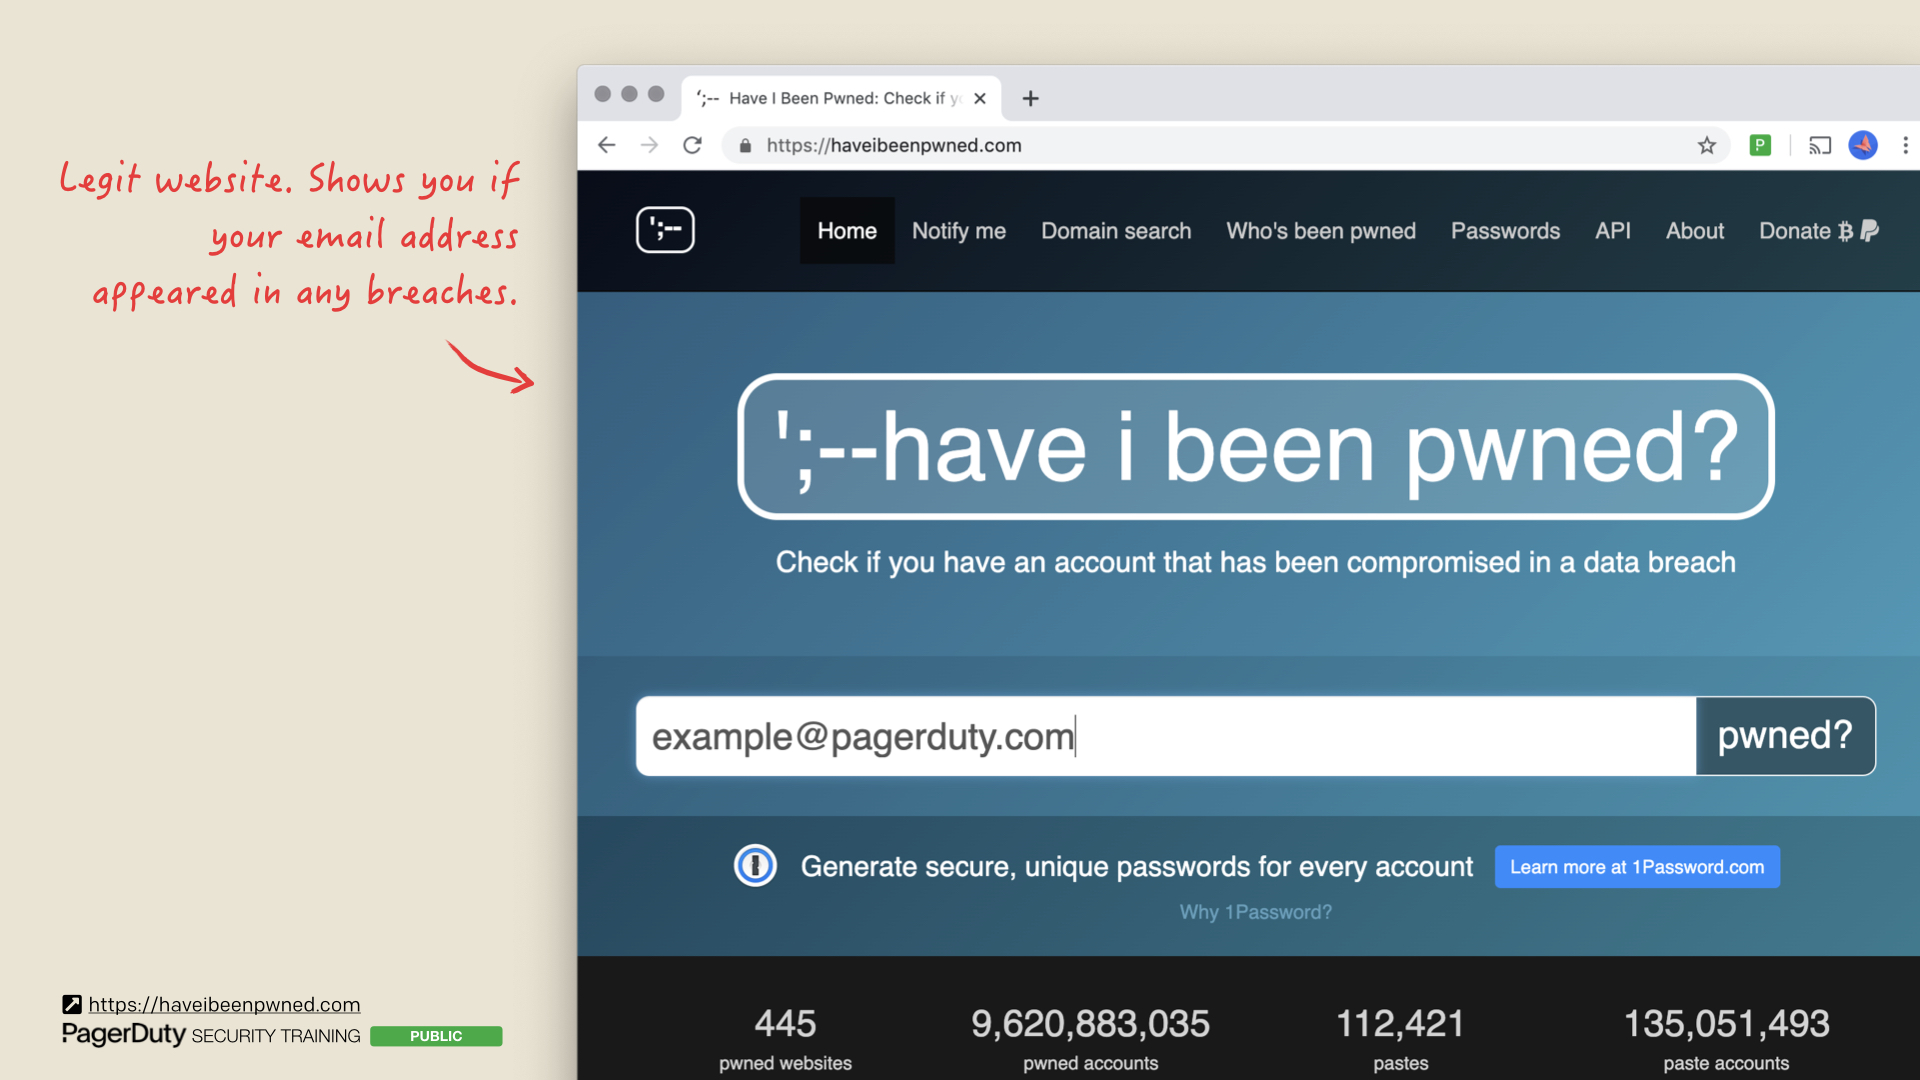 Legit website. Shows you if
your email address
appeared in any breaches.
';-- Have I Been Pwned: Check if y
https://haveibeenpwned.com
P
';--
Home Notify me Domain search Who's been pwned Passwords API About Donate
';--have i been pwned?
Check if you have an account that has been compromised in a data breach
example@pagerduty.com pwned?
Generate secure, unique passwords for every account Learn more at 1Password.com
Why 1Password?
445 9,620,883,035 112,421 135,051,493
pwned websites pwned accounts pastes paste accounts
https://haveibeenpwned.com
PagerDuty SECURITY TRAINING PUBLIC